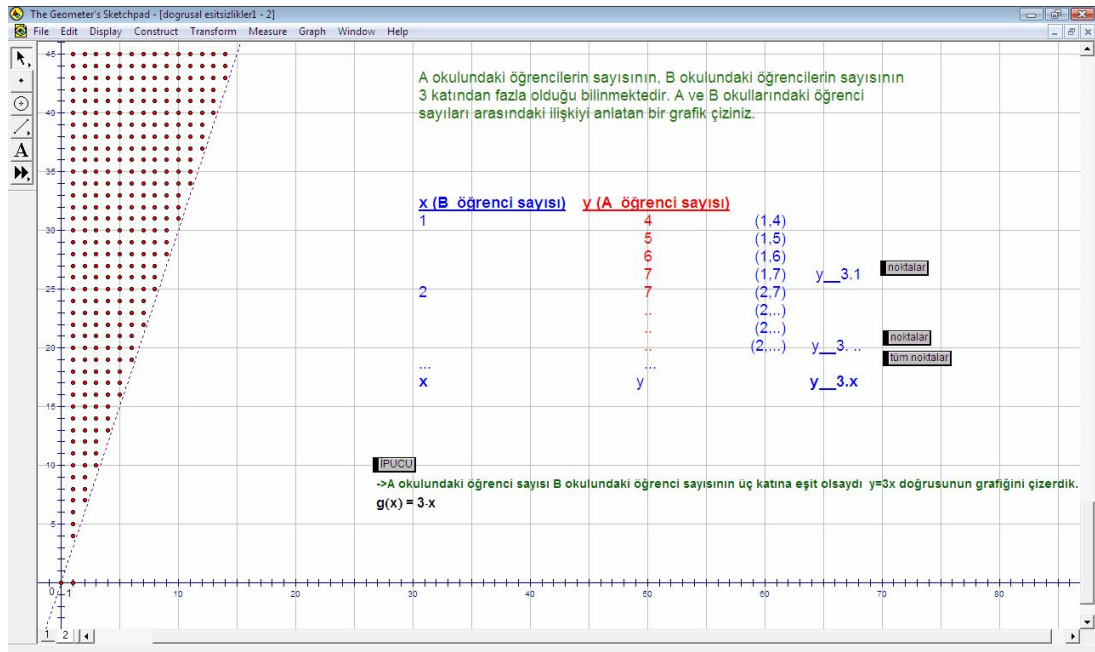 The Geometer's Sketchpad - [dogrusal esitsizlikler1 - 2]
File Edit Display Construct Transform Measure Graph Window Help
A okulundaki öğrencilerin sayısının, B okulundaki öğrencilerin sayısının
3 katından fazla olduğu bilinmektedir. A ve B okullarındaki öğrenci
sayıları arasındaki ilişkiyi anlatan bir grafik çiziniz.
x (B öğrenci sayısı) y (A öğrenci sayısı)
1 4 (1,4)
5 (1,5)
6 (1,6)
7 (1,7) y__3.1 noktalar
2 7 (2,7)
.. (2,..)
.. (2,..) noktalar
.. (2,...) y__3. ..
tüm noktalar
... ...
x y y__3.x
İPUCU
->A okulundaki öğrenci sayısı B okulundaki öğrenci sayısının üç katına eşit olsaydı y=3x doğrusunun grafiğini çizerdik.
g(x) = 3·x
45
40
35
30
25
20
15
10
5
0 1 10 20 30 40 50 60 70 80
1 2
A